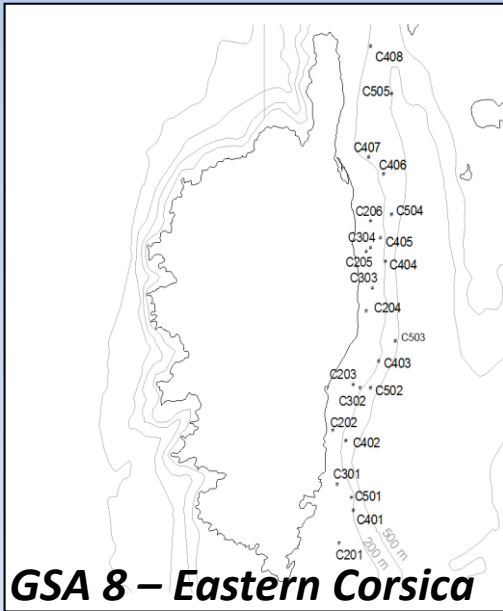 C408
C505
C407
C406
C504
C206
C304
C405
C205
C404
C303
C204
C503
C403
C203
C502
C302
C202
C402
C301
C501
C401
C201
200 m
500 m
GSA 8 – Eastern Corsica